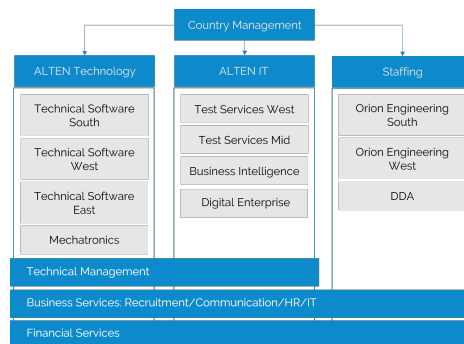 Country Management
ALTEN Technology
Technical Software
South
Technical Software
West
Technical Software
East
Mechatronics
ALTEN IT
Test Services West
Test Services Mid
Business Intelligence
Digital Enterprise
Staffing
Orion Engineering
South
Orion Engineering
West
DDA
Technical Management
Business Services: Recruitment/Communication/HR/IT
Financial Services